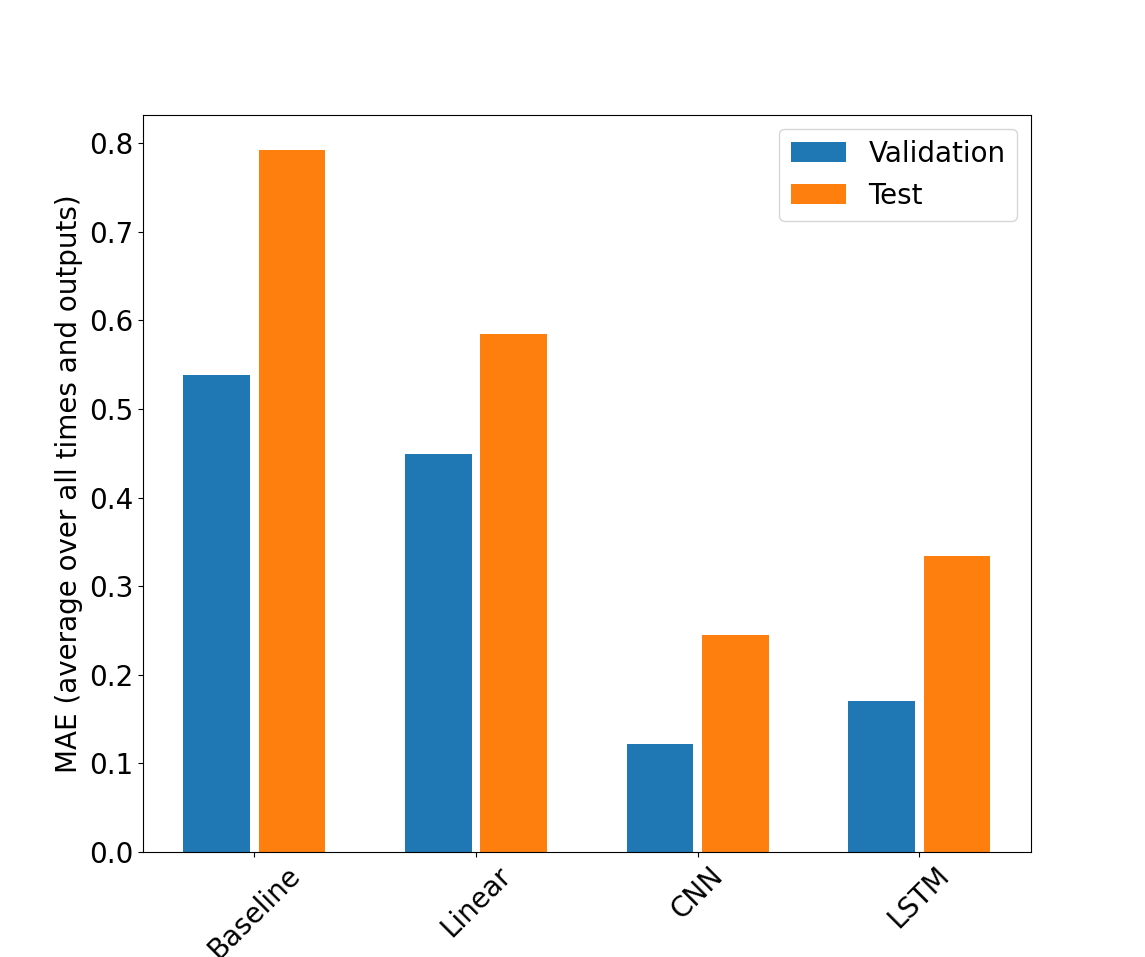 MAE (average over all times and outputs)
0.8
0.7
0.6
0.5
0.4
0.3
0.2
0.1
0.0
Validation
Test
Baseline
Linear
CNN
LSTM